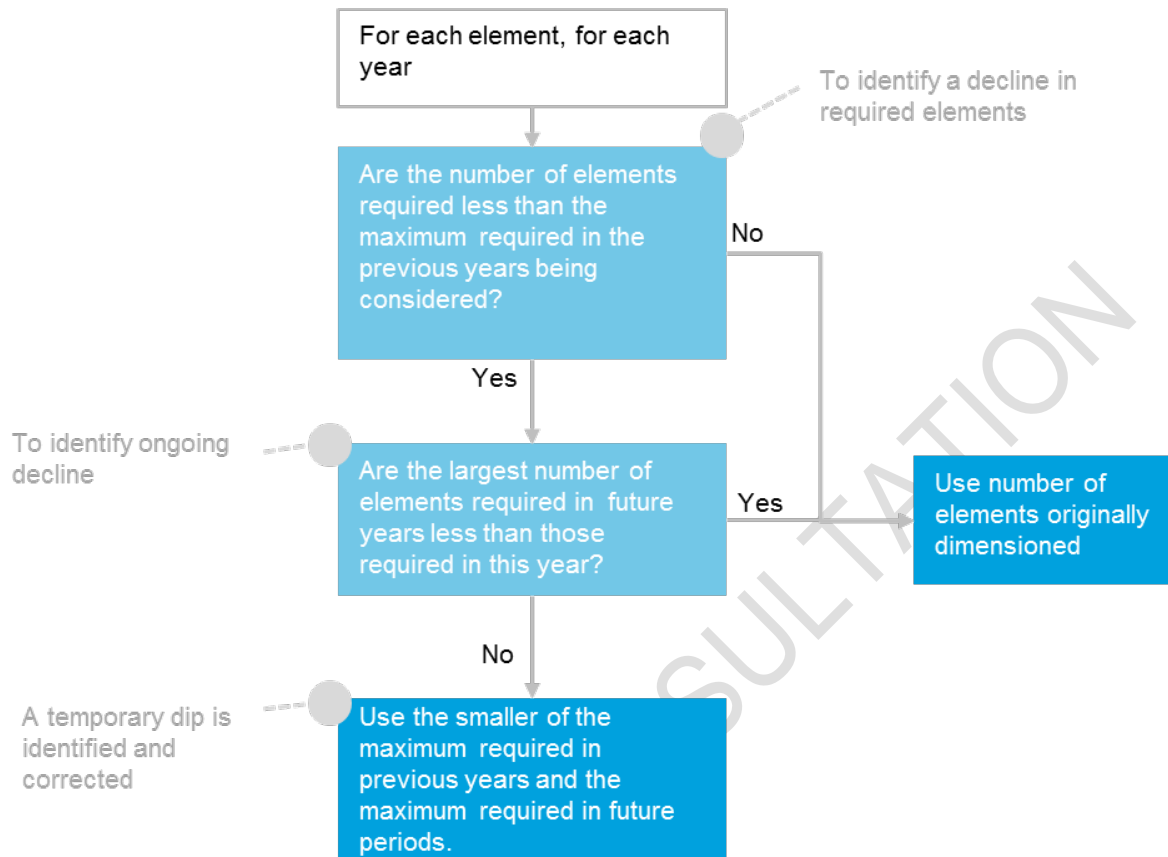 For each element, for each
year
To identify a decline in
required elements
Are the number of elements
required less than the
maximum required in the
previous years being
considered?
No
Yes
To identify ongoing
decline
Are the largest number of
elements required in future
years less than those
required in this year?
Yes
Use number of
elements originally
dimensioned
No
A temporary dip is
identified and
corrected
Use the smaller of the
maximum required in
previous years and the
maximum required in future
periods.
SULTATION